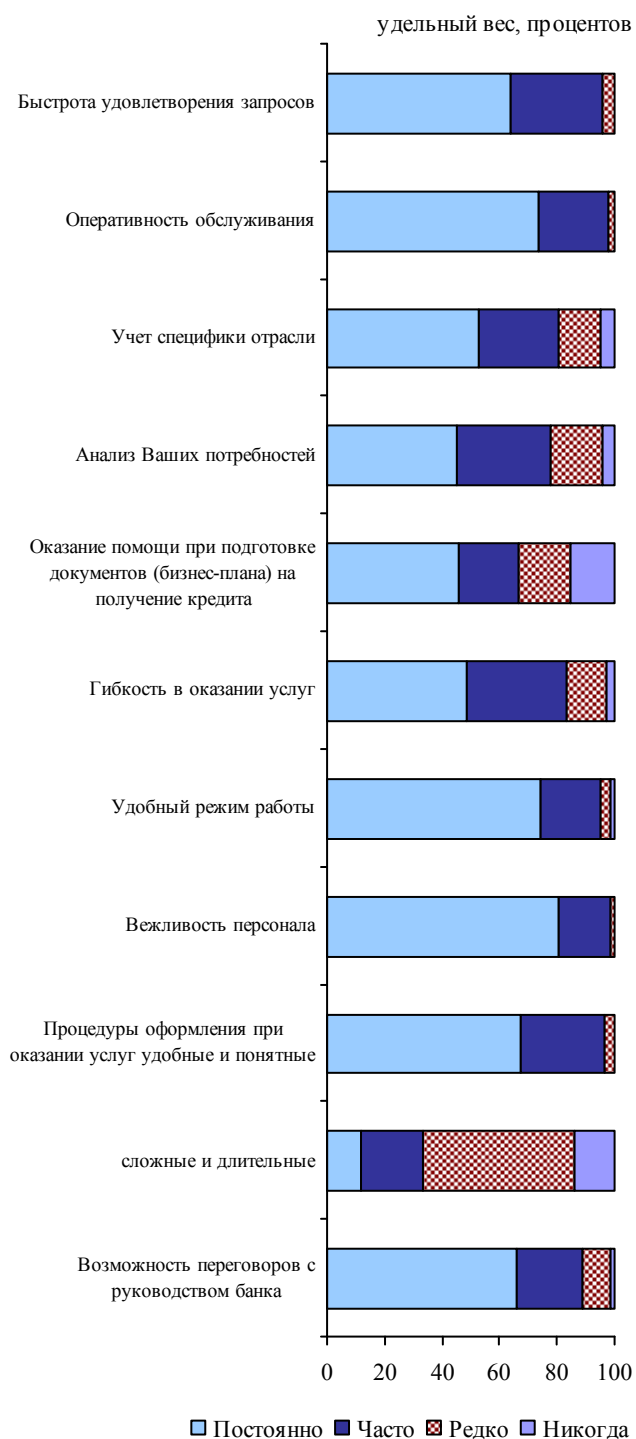 удельный вес, процентов
Быстрота удовлетворения запросов
Оперативность обслуживания
Учет специфики отрасли
Анализ Ваших потребностей
Оказание помощи при подготовке
документов (бизнес-плана) на
получение кредита
Гибкость в оказании услуг
Удобный режим работы
Вежливость персонала
Процедуры оформления при
оказании услуг удобные и понятные
сложные и длительные
Возможность переговоров с
руководством банка
0 20 40 60 80 100
Постоянно Часто Редко Никогда